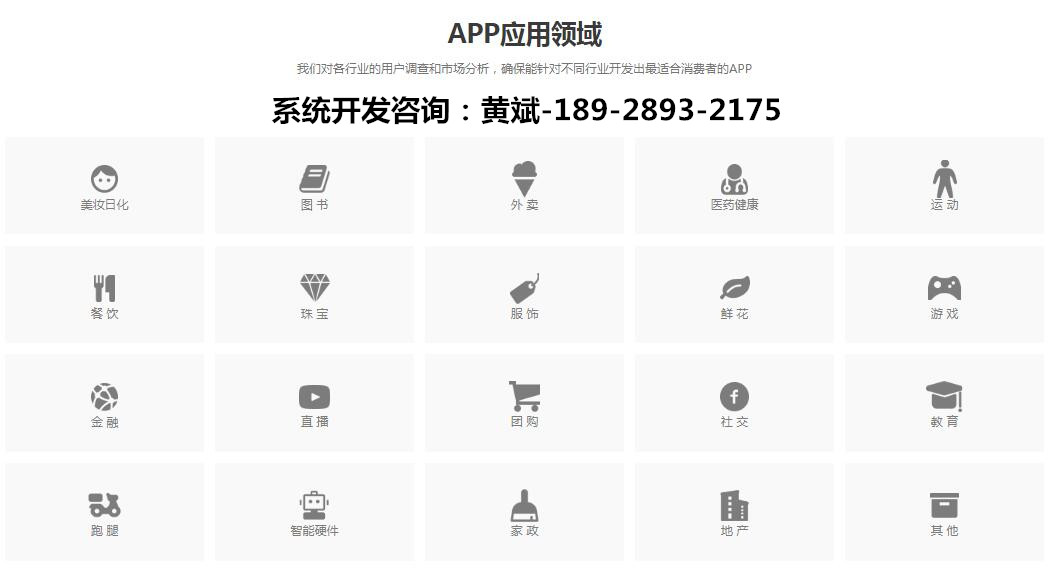 APP应用领域
我们对各行业的用户调查和市场分析，确保能针对不同行业开发出最适合消费者的APP
系统开发咨询：黄斌-189-2893-2175
美妆日化 图 书 外 卖 医药健康 运 动
餐 饮 珠 宝 服 饰 鲜 花 游 戏
金 融 直 播 团 购 社 交 教 育
跑 腿 智能硬件 家 政 地 产 其 他